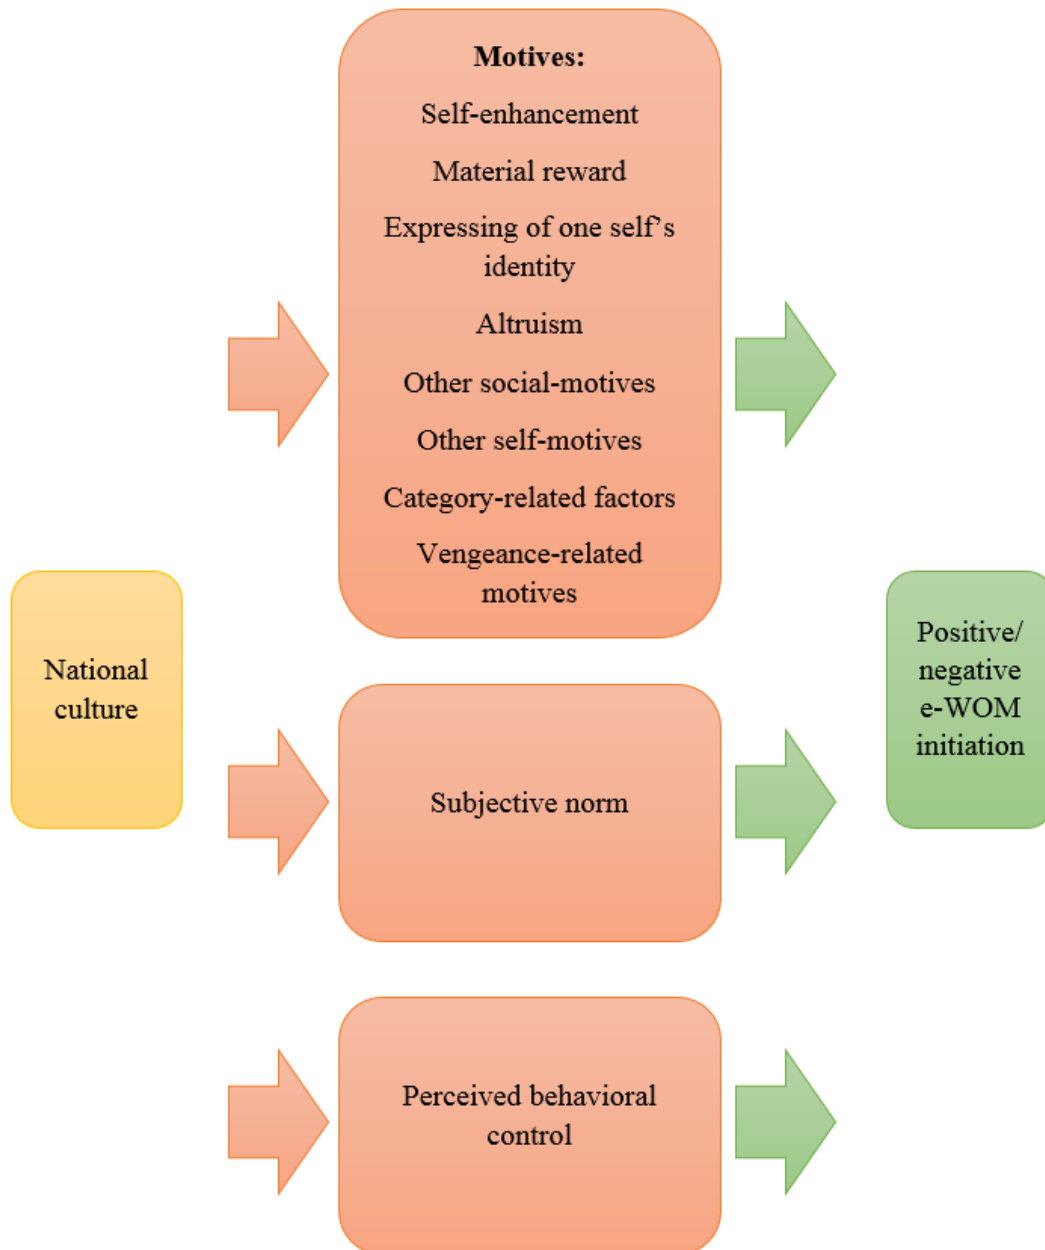 Motives:
Self-enhancement
Material reward
Expressing of one self's
identity
Altruism
Other social-motives
Other self-motives
Category-related factors
Vengeance-related
motives
National
culture
Positive/
negative
e-WOM
initiation
Subjective norm
Perceived behavioral
control